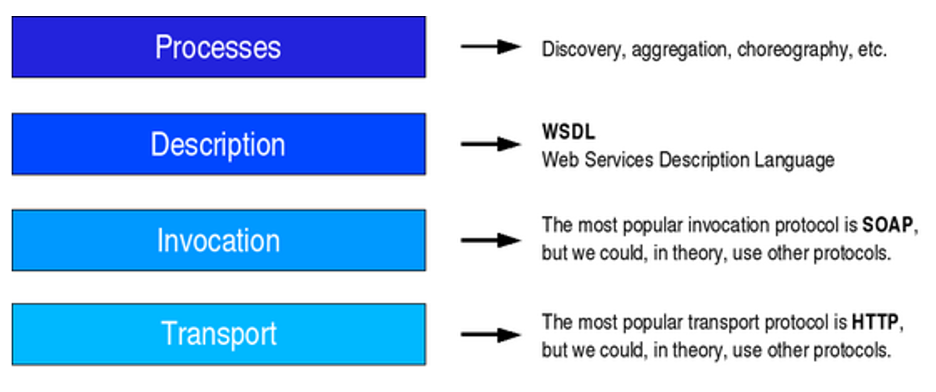 Processes
Discovery, aggregation, choreography, etc.
Description
WSDL
Web Services Description Language
Invocation
The most popular invocation protocol is SOAP,
but we could, in theory, use other protocols.
Transport
The most popular transport protocol is HTTP,
but we could, in theory, use other protocols.